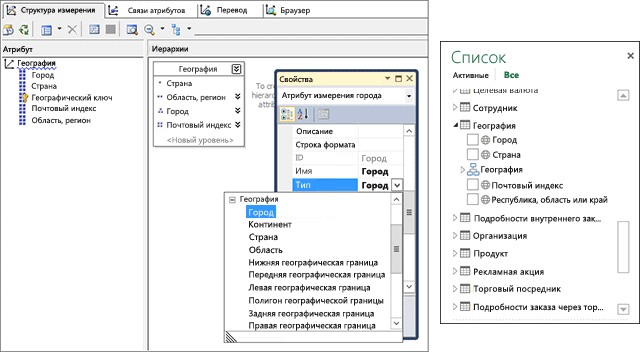 Структура измерения
Связи атрибутов
Перевод
Браузер
Атрибут
География
Город
Страна
Географический ключ
Почтовый индекс
Область, регион
Иерархии
География
Страна
Область, регион
Город
Почтовый индекс
<Новый уровень>
To cre
hierarc
attrib
Свойства
Атрибут измерения города
Описание
Строка формата
ID Город
Имя Город
Тип Город
География
Город
Континент
Страна
Область
Нижняя географическая граница
Передняя географическая граница
Левая географическая граница
Полигон географической границы
Задняя географическая граница
Правая географическая граница
Список
Активные Все
Целевая валюта
Сотрудник
География
Город
Страна
География
Почтовый индекс
Республика, область или край
Подробности внутреннего зак...
Организация
Продукт
Рекламная акция
Торговый посредник
Подробности заказа через тор...